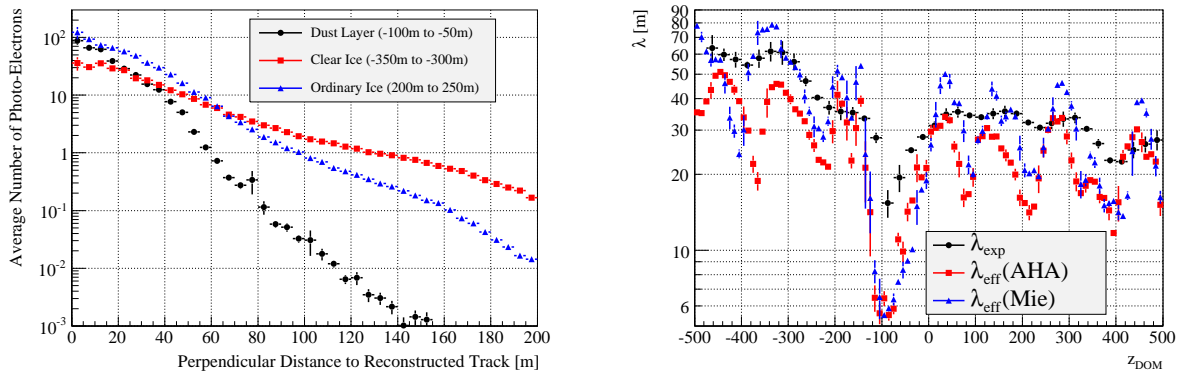 Average Number of Photo-Electrons
10²
10
1
10⁻¹
10⁻²
10⁻³
Dust Layer (-100m to -50m)
Clear Ice (-350m to -300m)
Ordinary Ice (200m to 250m)
0 20 40 60 80 100 120 140 160 180 200
Perpendicular Distance to Reconstructed Track [m]
λ [m]
90
80
70
60
50
40
30
20
10
6
5
λexp
λeff(AHA)
λeff(Mie)
-500 -400 -300 -200 -100 0 100 200 300 400 500
zDOM